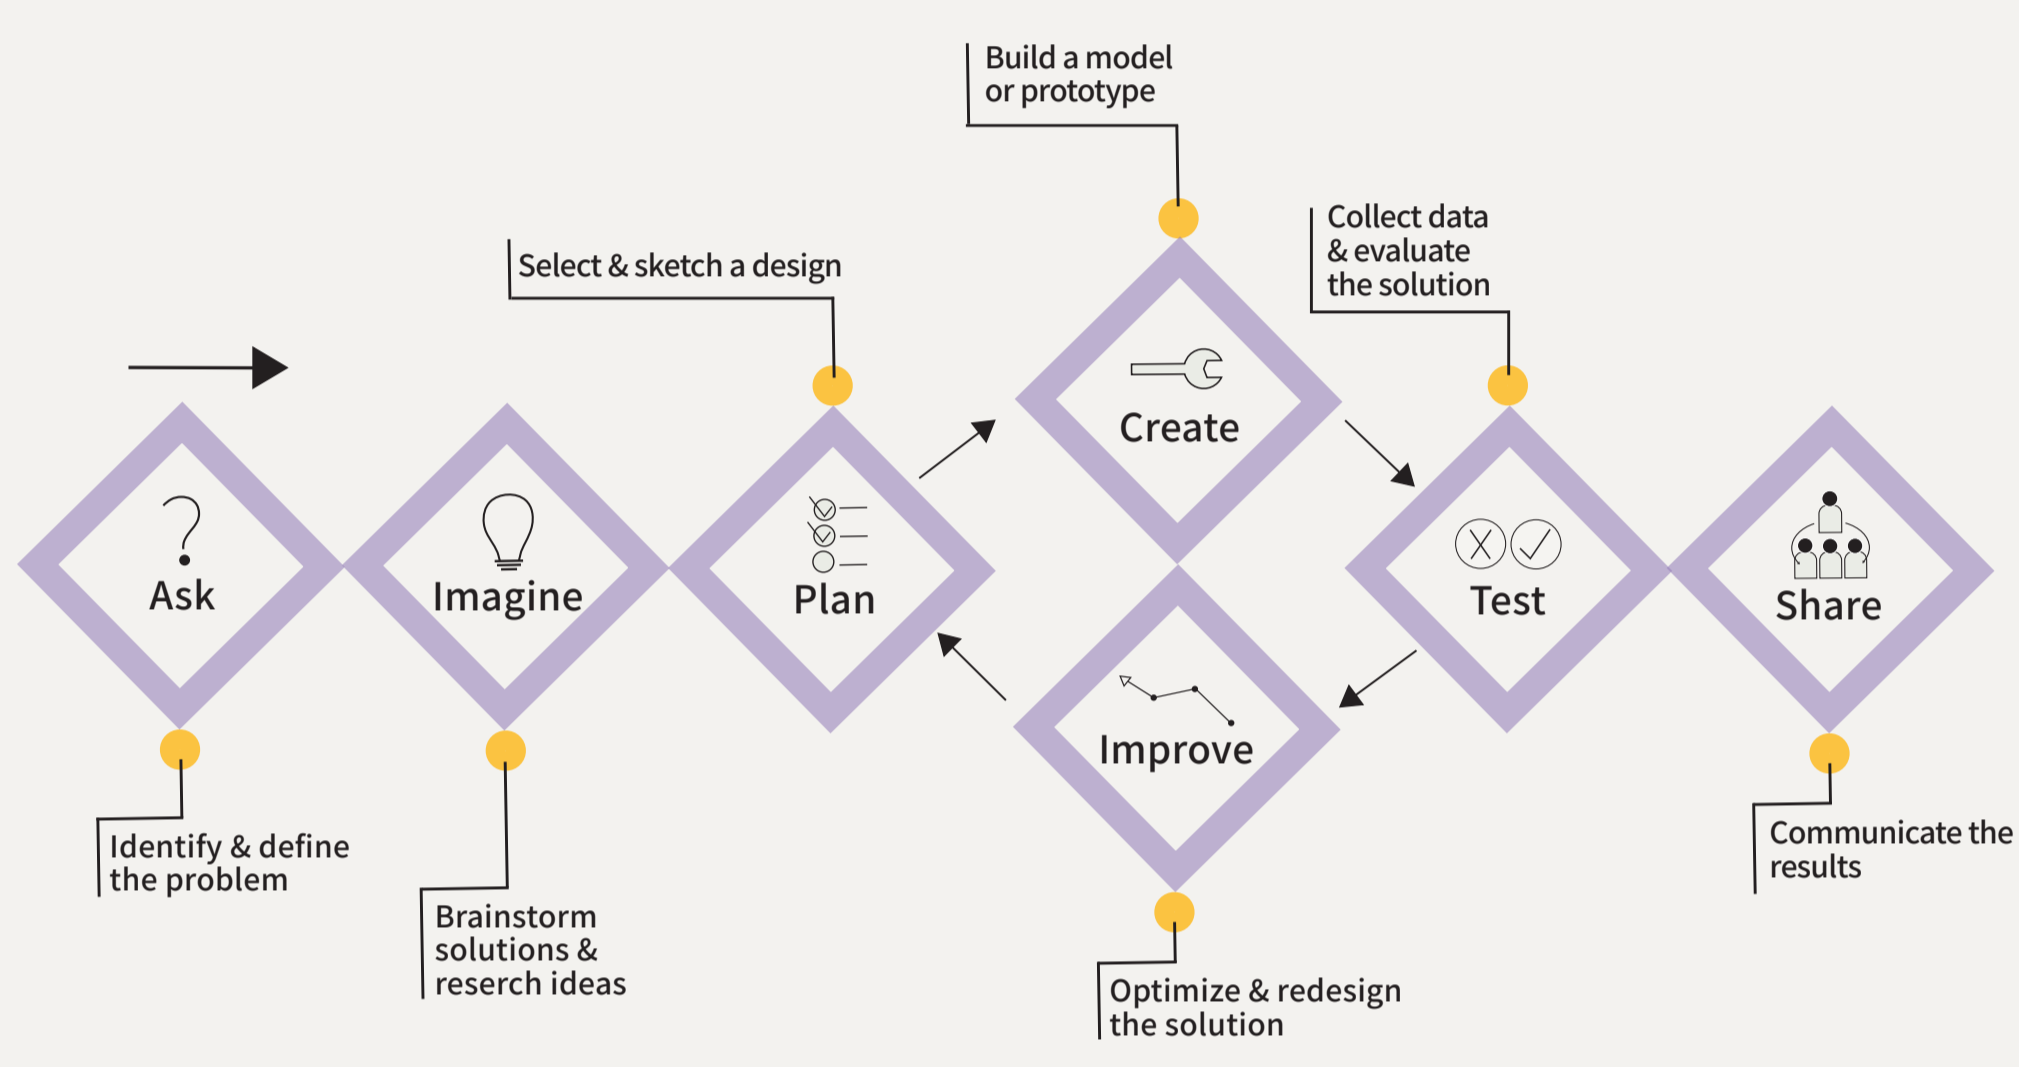 Build a model
or prototype
Collect data
& evaluate
the solution
Select & sketch a design
Create
Ask
Imagine
Plan
Test
Share
Improve
Identify & define
the problem
Brainstorm
solutions &
reserch ideas
Communicate the
results
Optimize & redesign
the solution